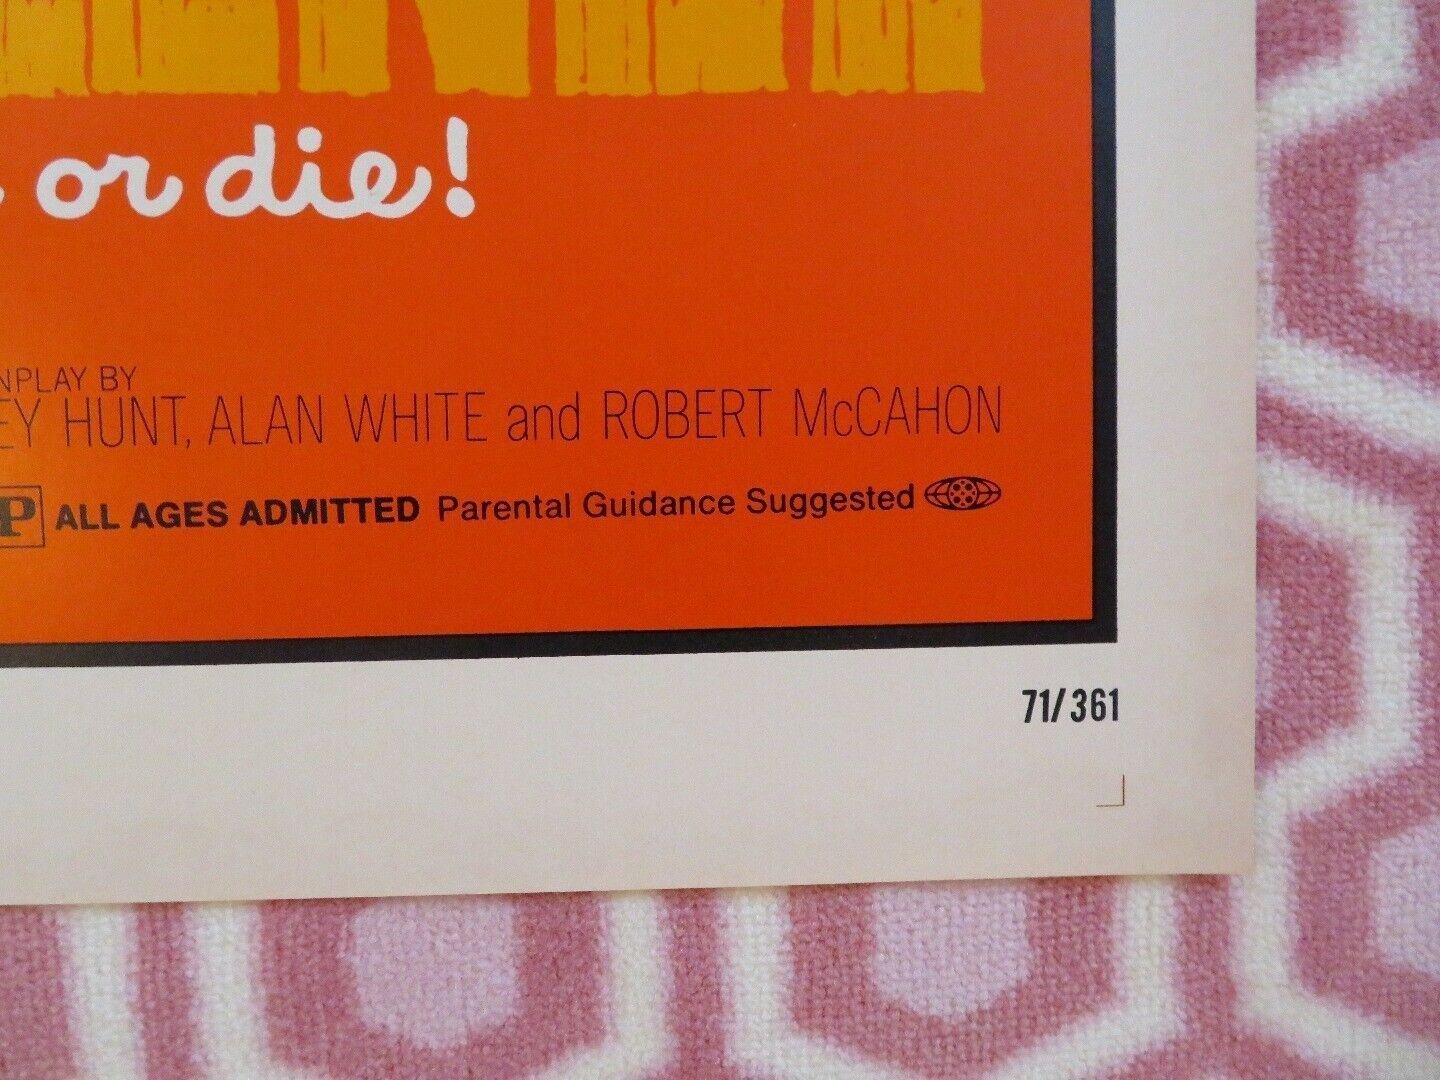 or die!
NPLAY BY
EY HUNT, ALAN WHITE and ROBERT McCAHON
P ALL AGES ADMITTED Parental Guidance Suggested
71/361